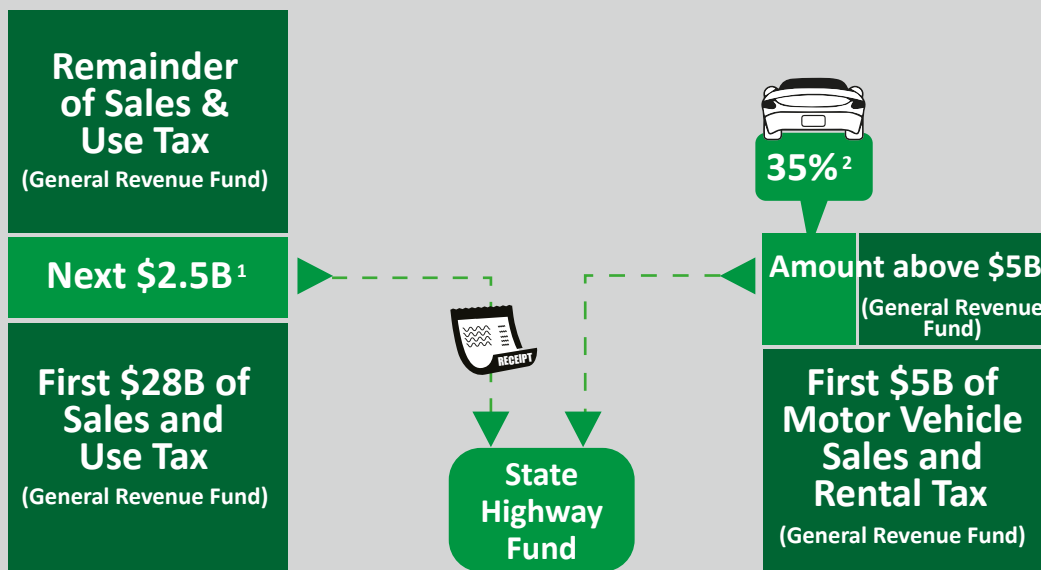 Remainder
of Sales &
Use Tax
(General Revenue Fund)
Next $2.5B 1
First $28B of
Sales and
Use Tax
(General Revenue Fund)
RECEIPT
State
Highway
Fund
35% 2
Amount above $5B
(General Revenue
Fund)
First $5B of
Motor Vehicle
Sales and
Rental Tax
(General Revenue Fund)